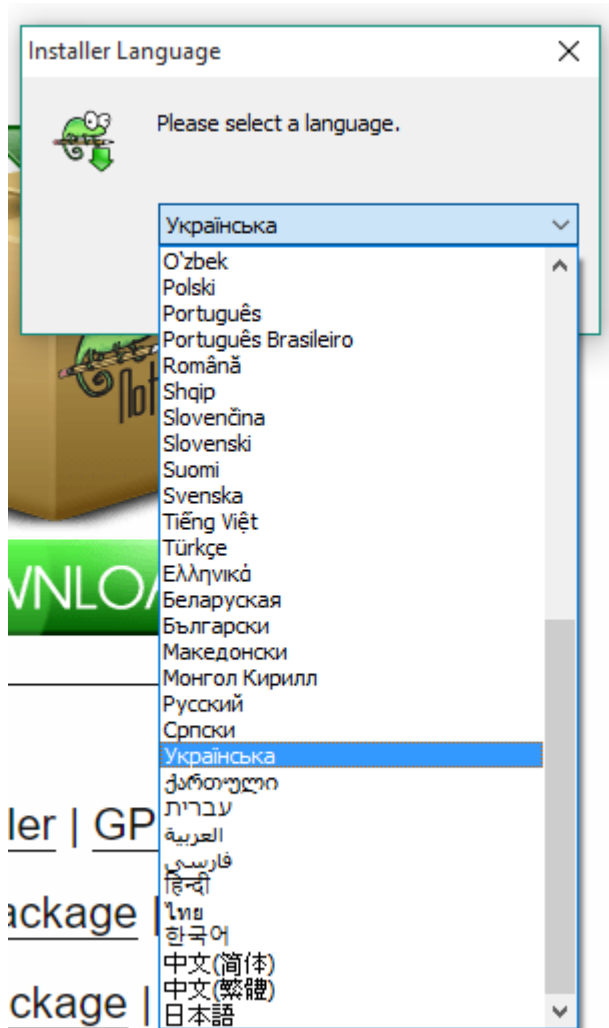 Installer Language
Please select a language.
Українська
O'zbek
Polski
Português
Português Brasileiro
Română
Shqip
Slovenčina
Slovenski
Suomi
Svenska
Tiếng Việt
Türkçe
Ελληνικά
Беларуская
Български
Македонски
Монгол Кирилл
Русский
Српски
Українська
ქართული
עברית
العربية
فارسی
हिन्दी
ไทย
한국어
中文(简体)
中文(繁體)
日本語
Not
WNLOA
ler | GP
ackage |
ckage |